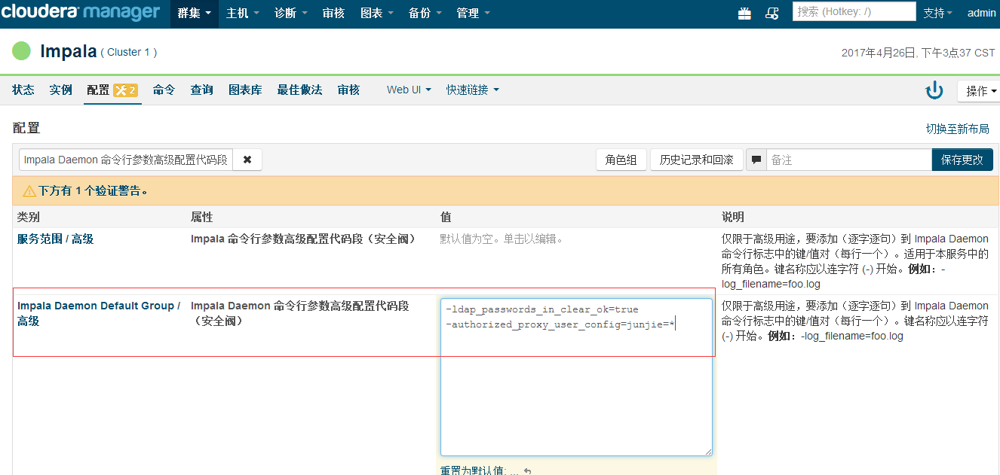 cloudera manager 群集 主机 诊断 审核 图表 备份 管理 搜索 (Hotkey: /) 支持 admin
Impala ( Cluster 1 )
2017年4月26日, 下午3点37 CST
状态 实例 配置 2 命令 查询 图表库 最佳做法 审核 Web UI 快速链接 操作
配置
切换至新布局
Impala Daemon 命令行参数高级配置代码段 角色组 历史记录和回滚 备注 保存更改
下方有 1 个验证警告。
类别 属性 值 说明
服务范围 / 高级 Impala 命令行参数高级配置代码段（安全阀） 默认值为空。单击以编辑。
仅限于高级用途，要添加（逐字逐句）到 Impala Daemon
命令行标志中的键/值对（每行一个）。适用于本服务中的
所有角色。键名称应以连字符 (-) 开始。例如：-
log_filename=foo.log
Impala Daemon Default Group /
高级
Impala Daemon 命令行参数高级配置代码段
（安全阀）
-ldap_passwords_in_clear_ok=true
-authorized_proxy_user_config=junjie=*
仅限于高级用途，要添加（逐字逐句）到 Impala Daemon
命令行标志中的键/值对（每行一个）。键名称应以连字符
(-) 开始。例如：-log_filename=foo.log
重置为默认值: ...